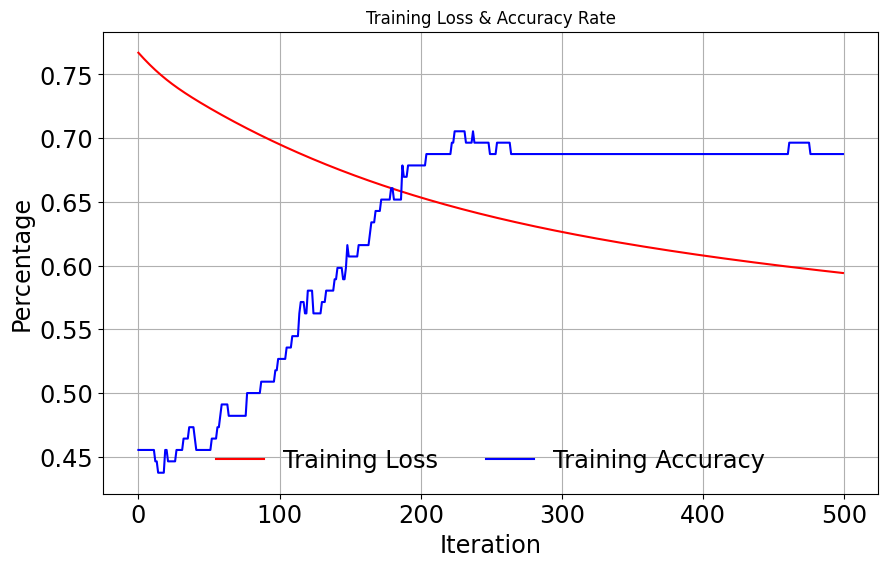 Training Loss & Accuracy Rate
Percentage
0.75
0.70
0.65
0.60
0.55
0.50
0.45
Training Loss Training Accuracy
0 100 200 300 400 500
Iteration